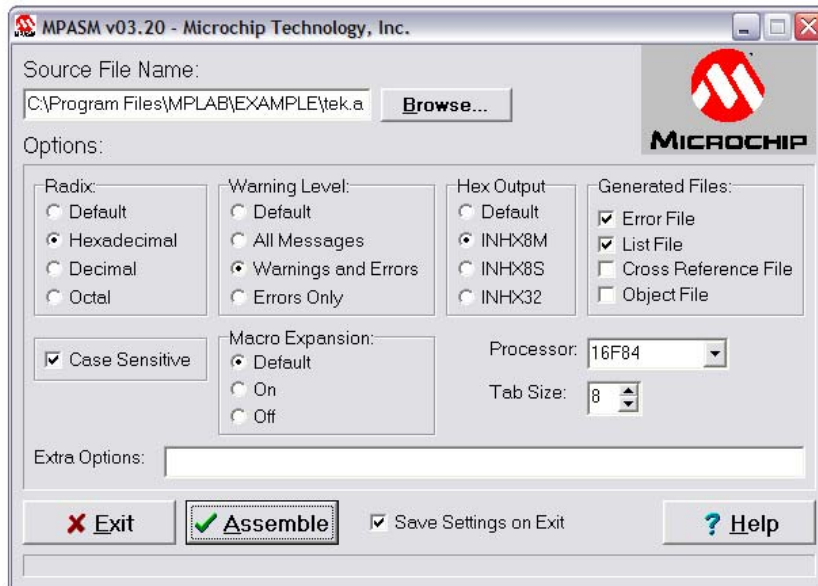 MPASM v03.20 - Microchip Technology, Inc.
Source File Name:
C:\Program Files\MPLAB\EXAMPLE\tek.a
Browse...
MICROCHIP
Options:
Radix:
Default
Hexadecimal
Decimal
Octal
Warning Level:
Default
All Messages
Warnings and Errors
Errors Only
Hex Output
Default
INHX8M
INHX8S
INHX32
Generated Files:
Error File
List File
Cross Reference File
Object File
Case Sensitive
Macro Expansion:
Default
On
Off
Processor: 16F84
Tab Size: 8
Extra Options:
Exit
Assemble
Save Settings on Exit
? Help